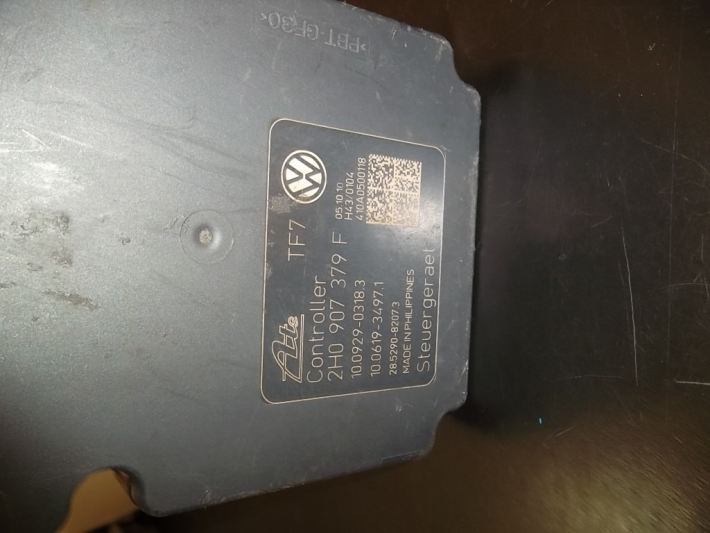 >PBT-GF30<
Ate TF7
Controller
2H0 907 379 F
10.0929-0318.3
10.0619-3497.1
28.5290-8207.3
MADE IN PHILIPPINES
Steuergeraet
05.10.10
H43.0104
410A0500118